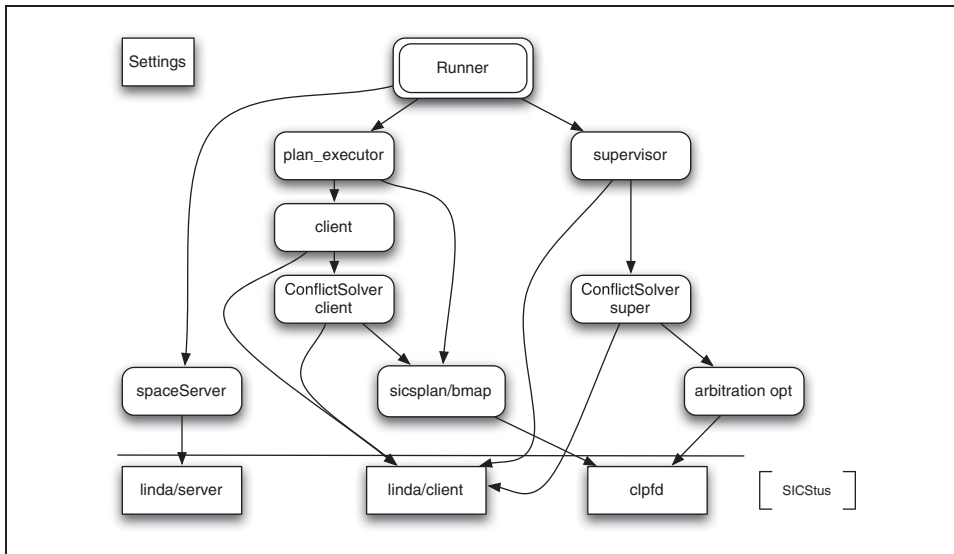 Settings
Runner
plan_executor
supervisor
client
ConflictSolver
client
ConflictSolver
super
spaceServer
sicsplan/bmap
arbitration opt
linda/server
linda/client
clpfd
SICStus